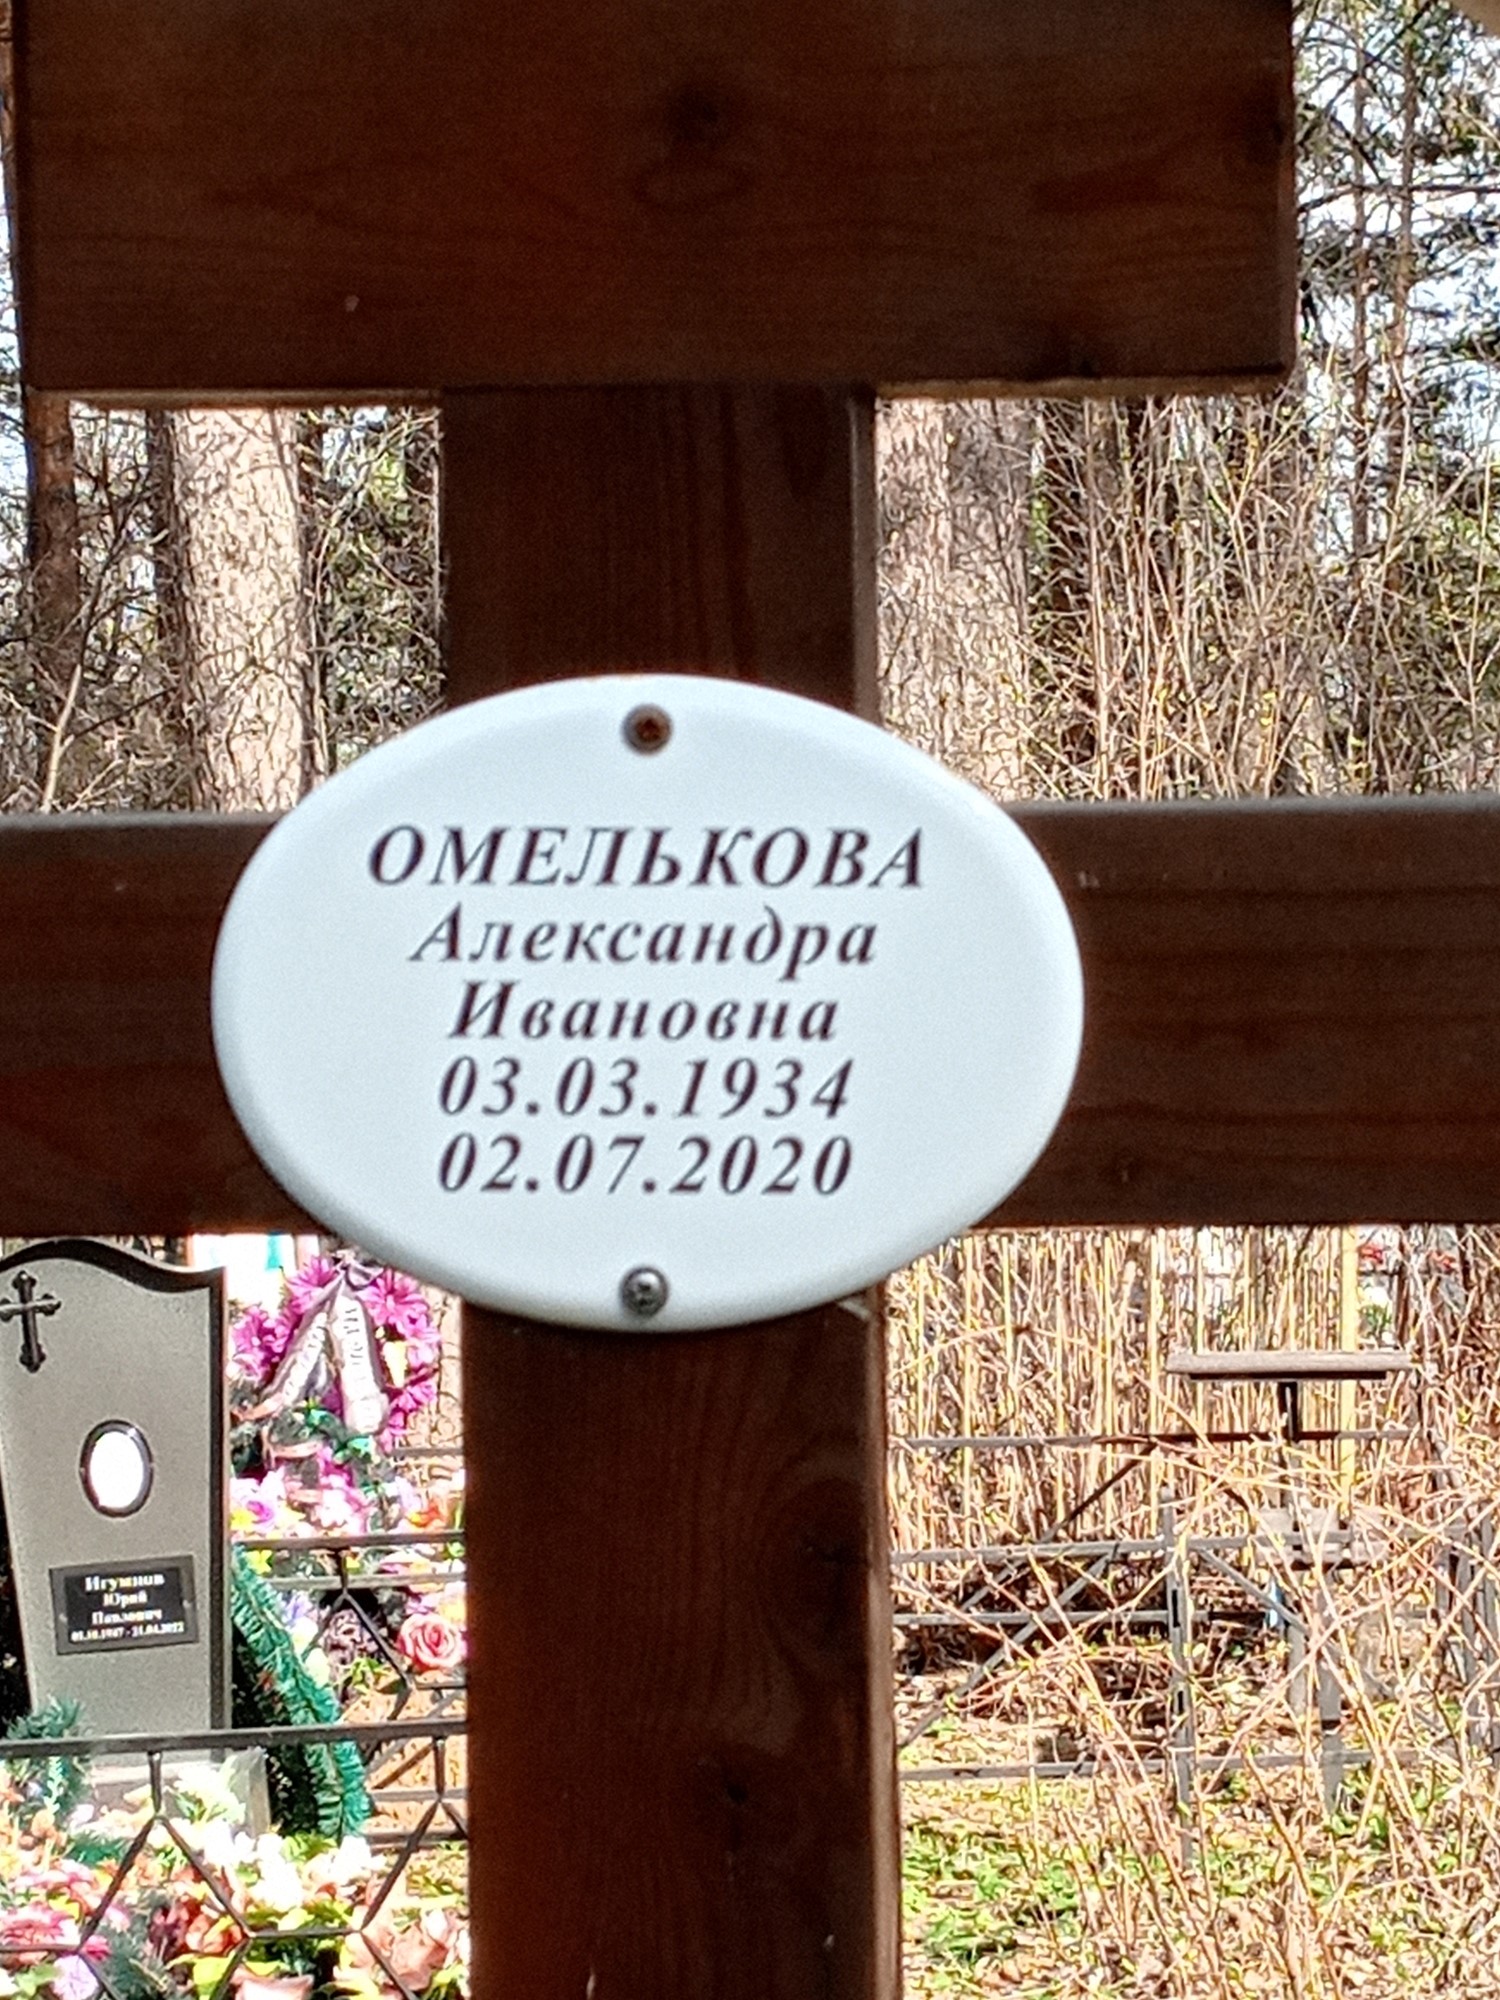 ОМЕЛЬКОВА
Александра
Ивановна
03.03.1934
02.07.2020
Игумнов
Юрий
Павлович